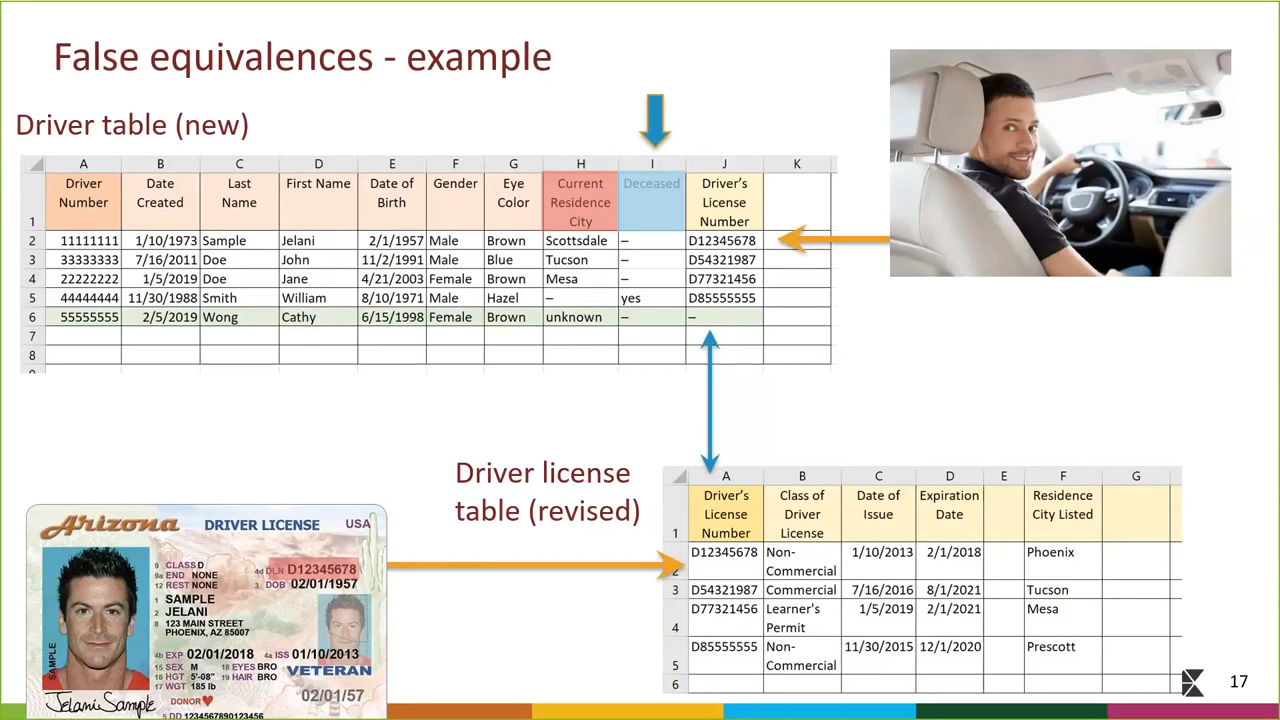 False equivalences - example
Driver table (new)
A B C D E F G H I J K
1 Driver Number Date Created Last Name First Name Date of Birth Gender Eye Color Current Residence City Deceased Driver's License Number
2 11111111 1/10/1973 Sample Jelani 2/1/1957 Male Brown Scottsdale – D12345678
3 33333333 7/16/2011 Doe John 11/2/1991 Male Blue Tucson – D54321987
4 22222222 1/5/2019 Doe Jane 4/21/2003 Female Brown Mesa – D77321456
5 44444444 11/30/1988 Smith William 8/10/1971 Male Hazel – yes D85555555
6 55555555 2/5/2019 Wong Cathy 6/15/1998 Female Brown unknown – –
7
8
Driver license
table (revised)
A B C D E F G
1 Driver's License Number Class of Driver License Date of Issue Expiration Date Residence City Listed
2 D12345678 Non-Commercial 1/10/2013 2/1/2018 Phoenix
3 D54321987 Commercial 7/16/2016 8/1/2021 Tucson
4 D77321456 Learner's Permit 1/5/2019 2/1/2021 Mesa
5 D85555555 Non-Commercial 11/30/2015 12/1/2020 Prescott
6
Arizona DRIVER LICENSE USA
9 CLASS D
9a END NONE
12 REST NONE
4d DLN D12345678
3 DOB 02/01/1957
1 SAMPLE
2 JELANI
8 123 MAIN STREET
PHOENIX, AZ 85007
4b EXP 02/01/2018 4a ISS 01/10/2013
15 SEX M 18 EYES BRO
16 HGT 5'-08" 19 HAIR BRO
17 WGT 185 lb
VETERAN
02/01/57
DONOR
5 DD 1234567890123456
SAMPLE
Jelani Sample
17